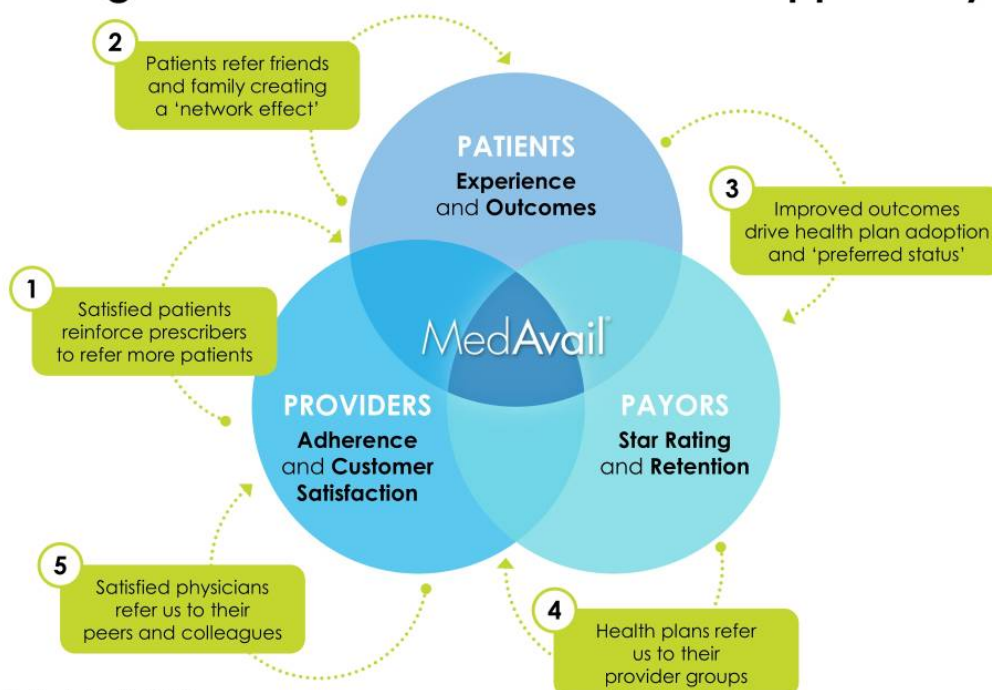 2
Patients refer friends
and family creating
a ‘network effect’
PATIENTS
Experience
and Outcomes
3
Improved outcomes
drive health plan adoption
and ‘preferred status’
1
Satisfied patients
reinforce prescribers
to refer more patients
MedAvail
PROVIDERS
Adherence
and Customer
Satisfaction
PAYORS
Star Rating
and Retention
5
Satisfied physicians
refer us to their
peers and colleagues
4
Health plans refer
us to their
provider groups